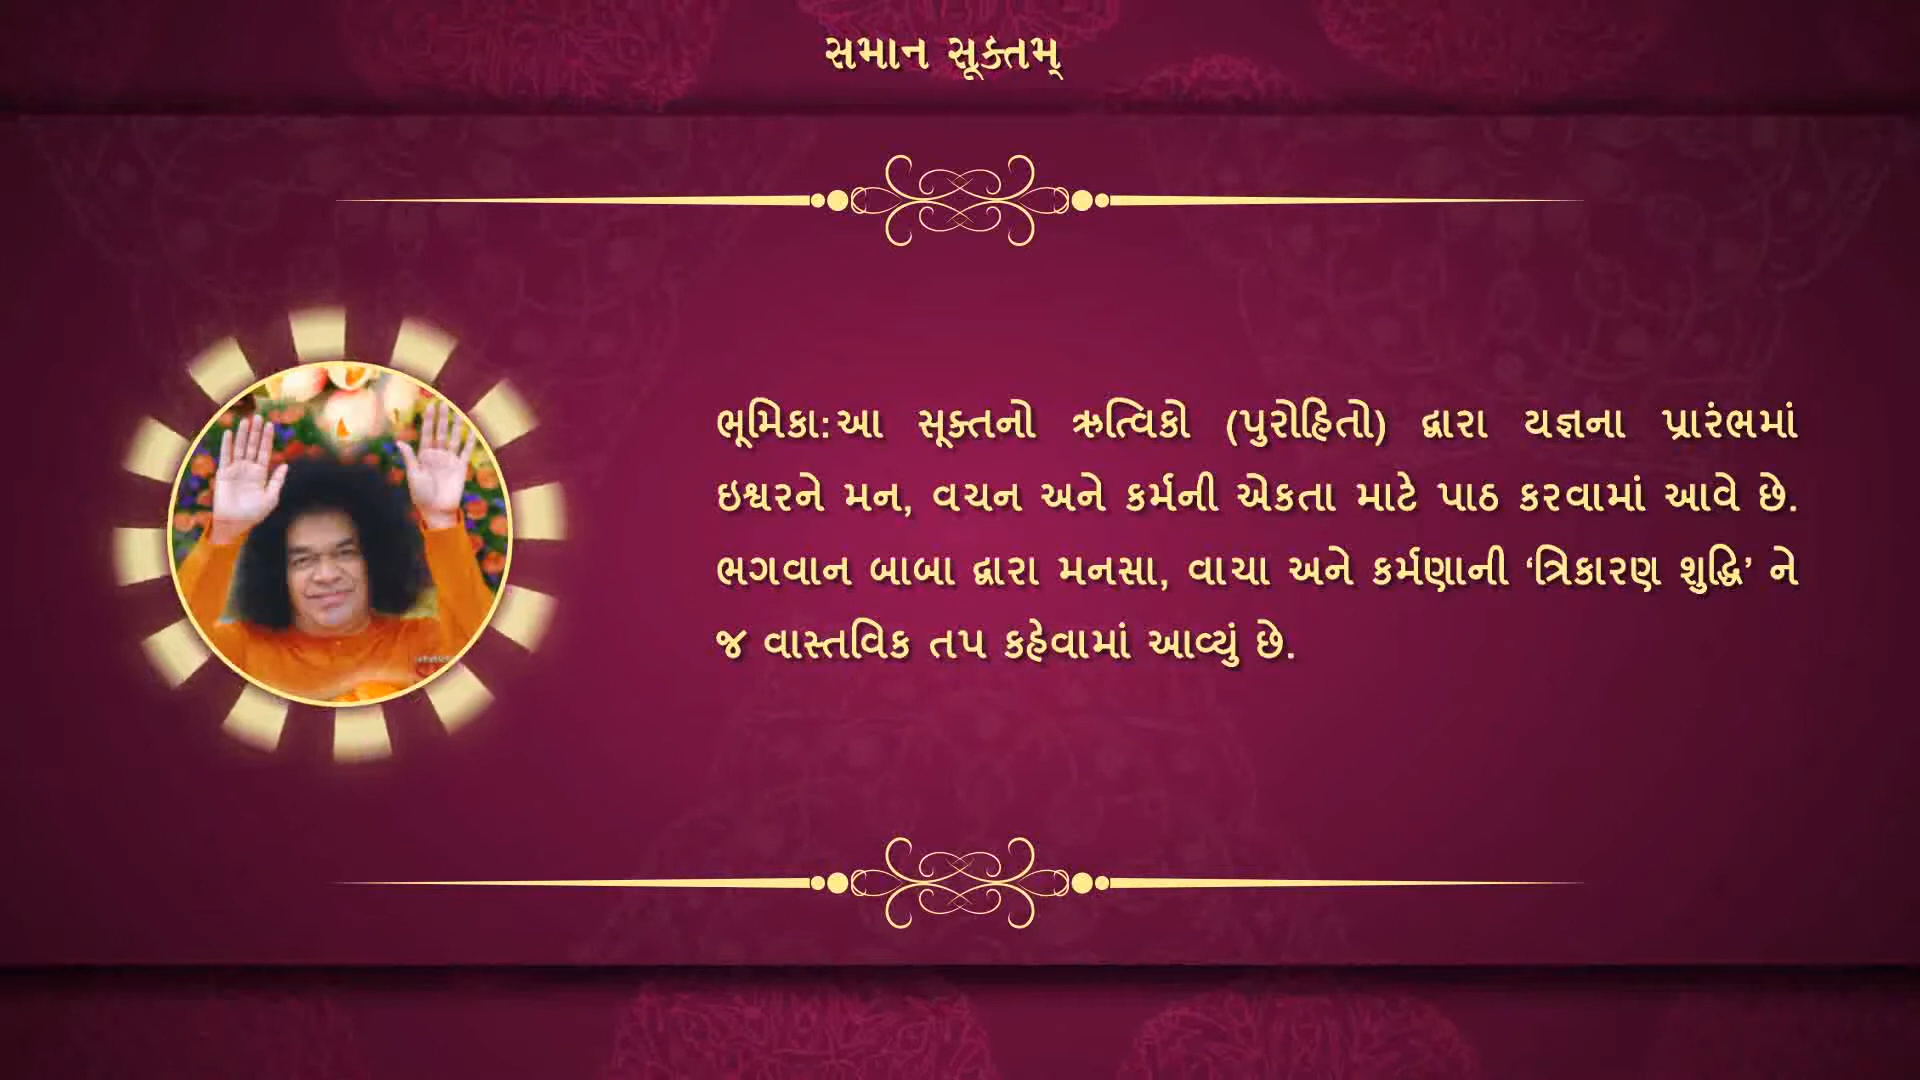 સમાન સૂક્તમ્
ભૂમિકા:આ સૂક્તનો ઋત્વિકો (પુરોહિતો) દ્વારા યજ્ઞના પ્રારંભમાં
ઇશ્વરને મન, વચન અને કર્મની એકતા માટે પાઠ કરવામાં આવે છે.
ભગવાન બાબા દ્વારા મનસા, વાચા અને કર્મણાની ‘ત્રિકારણ શુદ્ધિ’ ને
જ વાસ્તવિક તપ કહેવામાં આવ્યું છે.